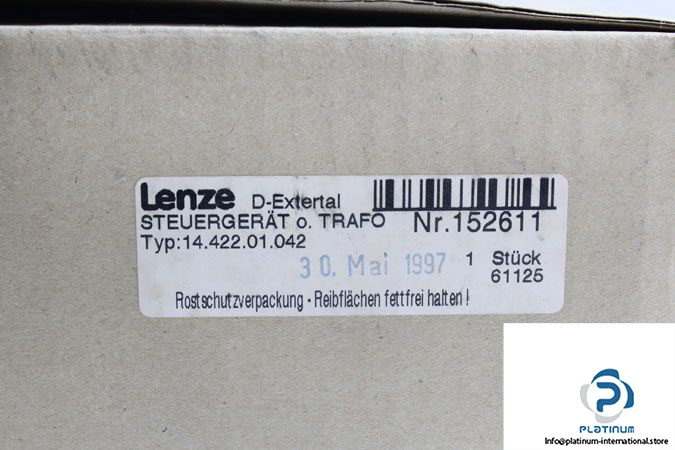 Lenze D-Extertal
STEUERGERÄT o. TRAFO Nr.152611
Typ:14.422.01.042
30. Mai 1997 1 Stück
61125
Rostschutzverpackung - Reibflächen fettfrei halten!
PLATINUM
Info@platinum-international.store